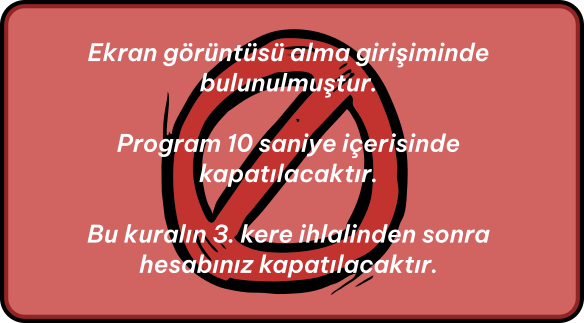 Ekran görüntüsü alma girişiminde
bulunulmuştur.
Program 10 saniye içerisinde
kapatılacaktır.
Bu kuralın 3. kere ihlalinden sonra
hesabınız kapatılacaktır.